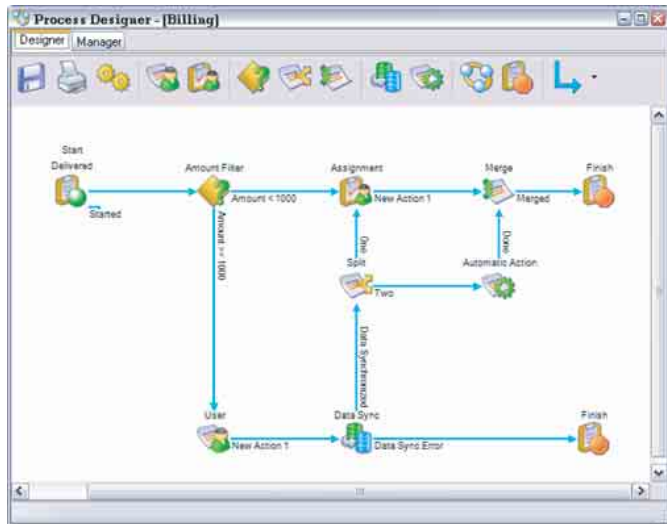 Process Designer - [Billing]
Designer Manager
Start
Delivered
Amount Filter
Assignment
Merge
Finish
Started
Amount < 1000
New Action 1
Merged
Amount >= 1000
One
Done
Split
Automatic Action
Two
Data Synchronized
User
Data Sync
Finish
New Action 1
Data Sync Error